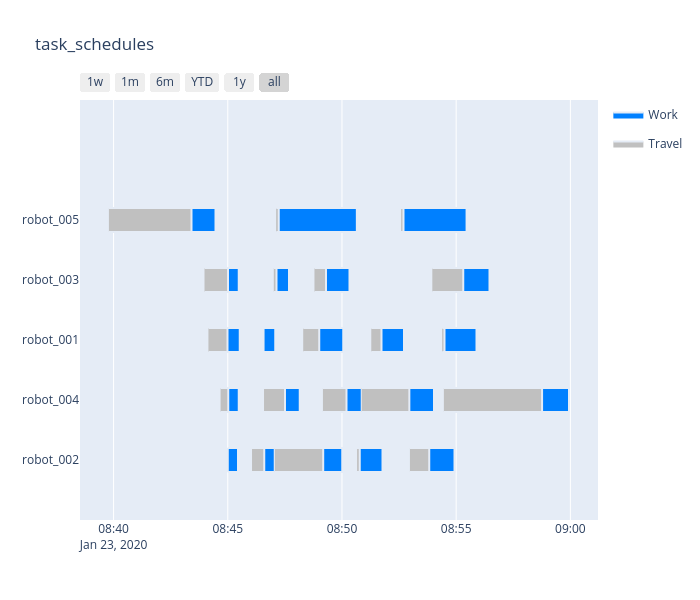 task_schedules
1w 1m 6m YTD 1y all
Work
Travel
robot_005
robot_003
robot_001
robot_004
robot_002
08:40 08:45 08:50 08:55 09:00
Jan 23, 2020